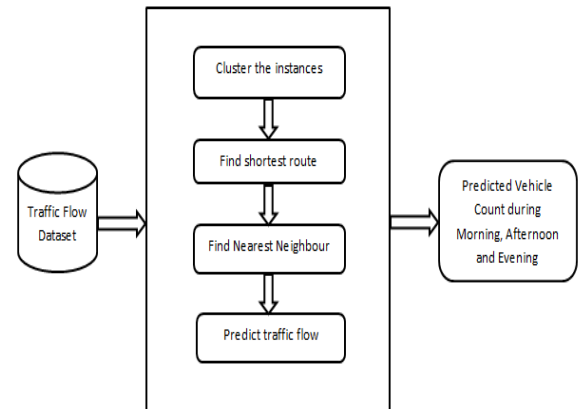 Cluster the instances
Find shortest route
Traffic Flow
Dataset
Find Nearest Neighbour
Predict traffic flow
Predicted Vehicle
Count during
Morning, Afternoon
and Evening